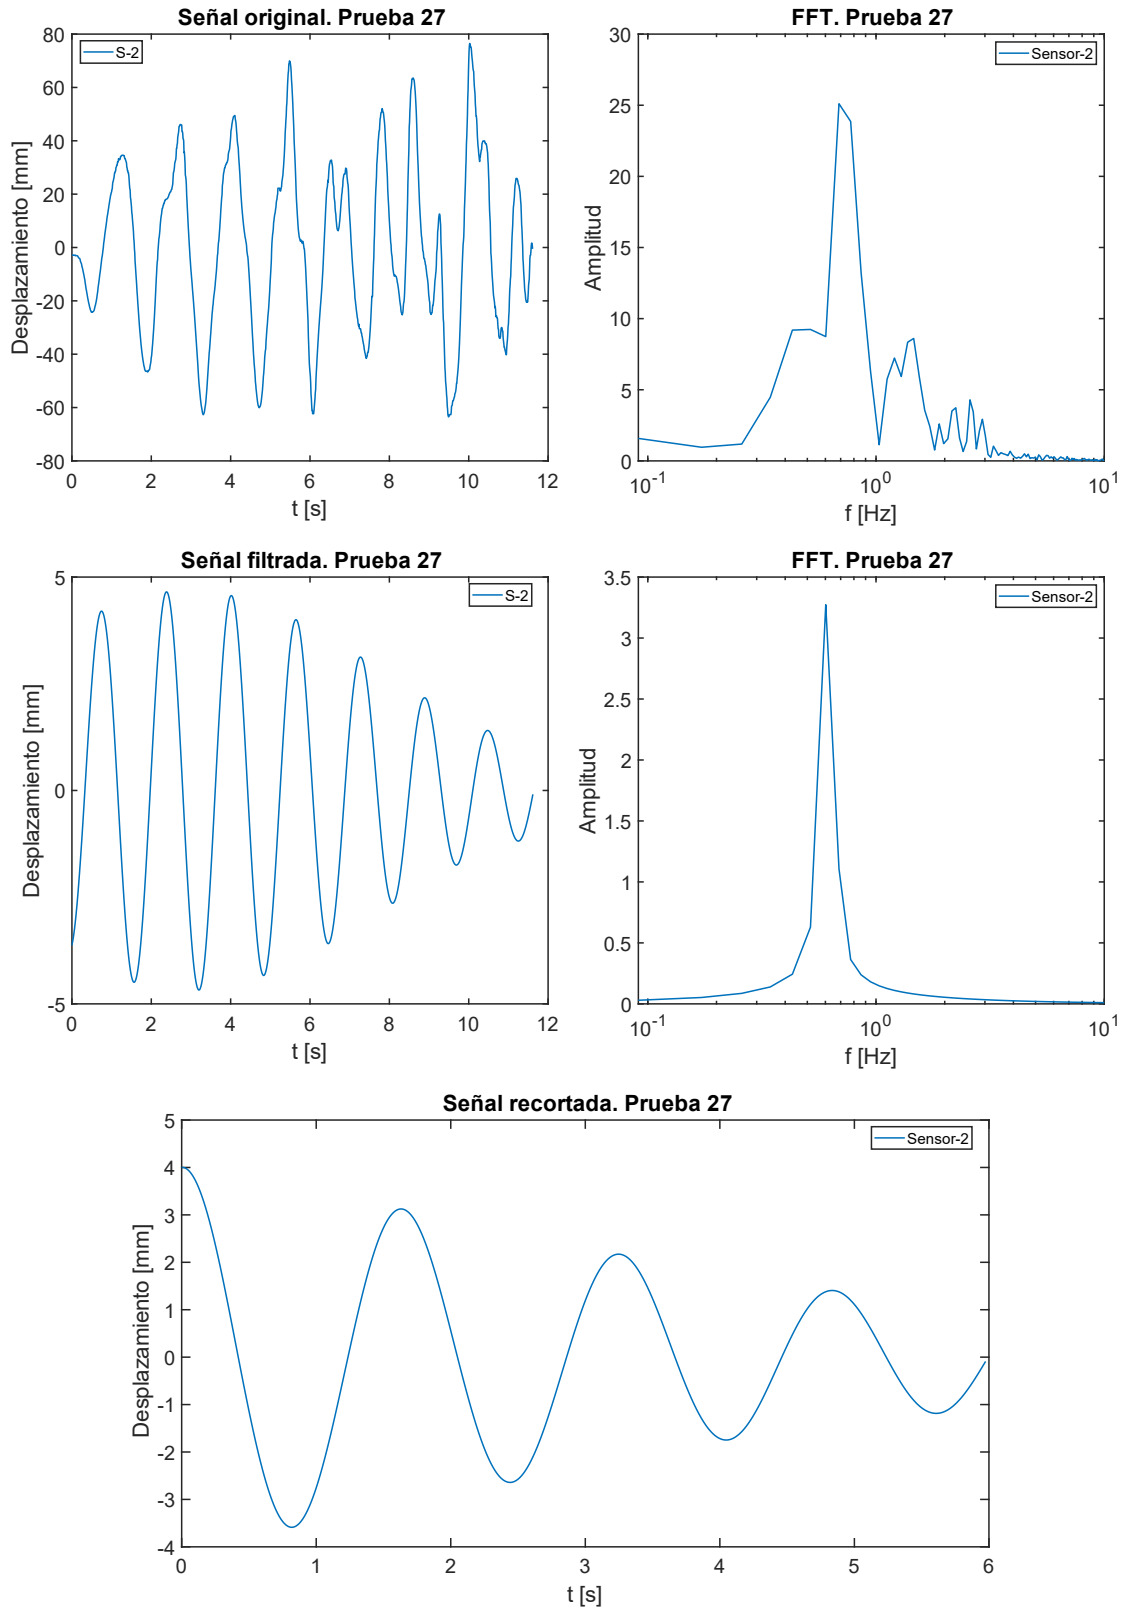 Señal original. Prueba 27
S-2
80
60
40
20
0
-20
-40
-60
-80
Desplazamiento [mm]
0 2 4 6 8 10 12
t [s]
FFT. Prueba 27
Sensor-2
30
25
20
15
10
5
0
Amplitud
10^-1 10^0 10^1
f [Hz]
Señal filtrada. Prueba 27
S-2
5
0
-5
Desplazamiento [mm]
0 2 4 6 8 10 12
t [s]
FFT. Prueba 27
Sensor-2
3.5
3
2.5
2
1.5
1
0.5
0
Amplitud
10^-1 10^0 10^1
f [Hz]
Señal recortada. Prueba 27
Sensor-2
5
4
3
2
1
0
-1
-2
-3
-4
Desplazamiento [mm]
0 1 2 3 4 5 6
t [s]